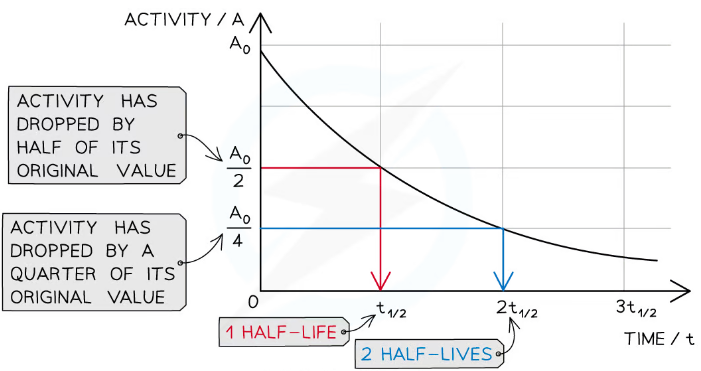 ACTIVITY / A
A₀
ACTIVITY HAS
DROPPED BY
HALF OF ITS
ORIGINAL VALUE
A₀/2
ACTIVITY HAS
DROPPED BY A
QUARTER OF ITS
ORIGINAL VALUE
A₀/4
0
t₁/₂
2t₁/₂
3t₁/₂
1 HALF–LIFE
2 HALF–LIVES
TIME / t